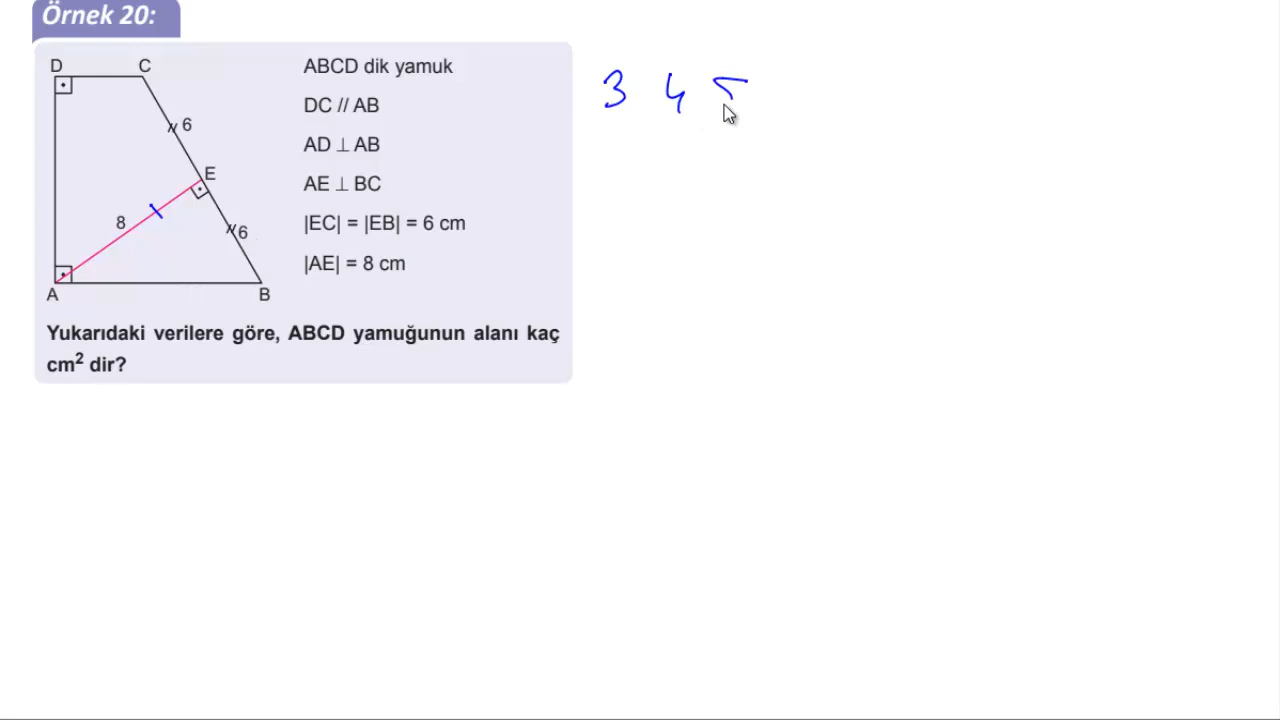 Örnek 20:
D
C
6
E
8
6
A
B
ABCD dik yamuk
DC // AB
AD ⊥ AB
AE ⊥ BC
|EC| = |EB| = 6 cm
|AE| = 8 cm
Yukarıdaki verilere göre, ABCD yamuğunun alanı kaç
cm² dir?
3 4 5